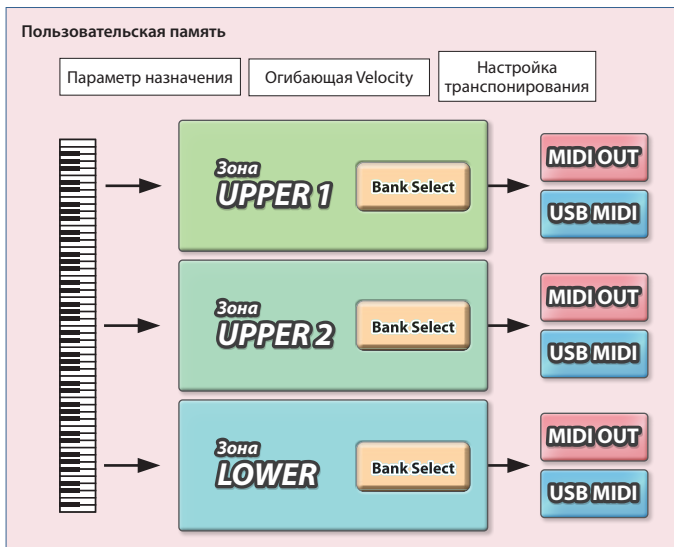 Пользовательская память
Параметр назначения
Огибающая Velocity
Настройка
транспонирования
Зона
UPPER 1
Bank Select
MIDI OUT
USB MIDI
Зона
UPPER 2
Bank Select
MIDI OUT
USB MIDI
Зона
LOWER
Bank Select
MIDI OUT
USB MIDI